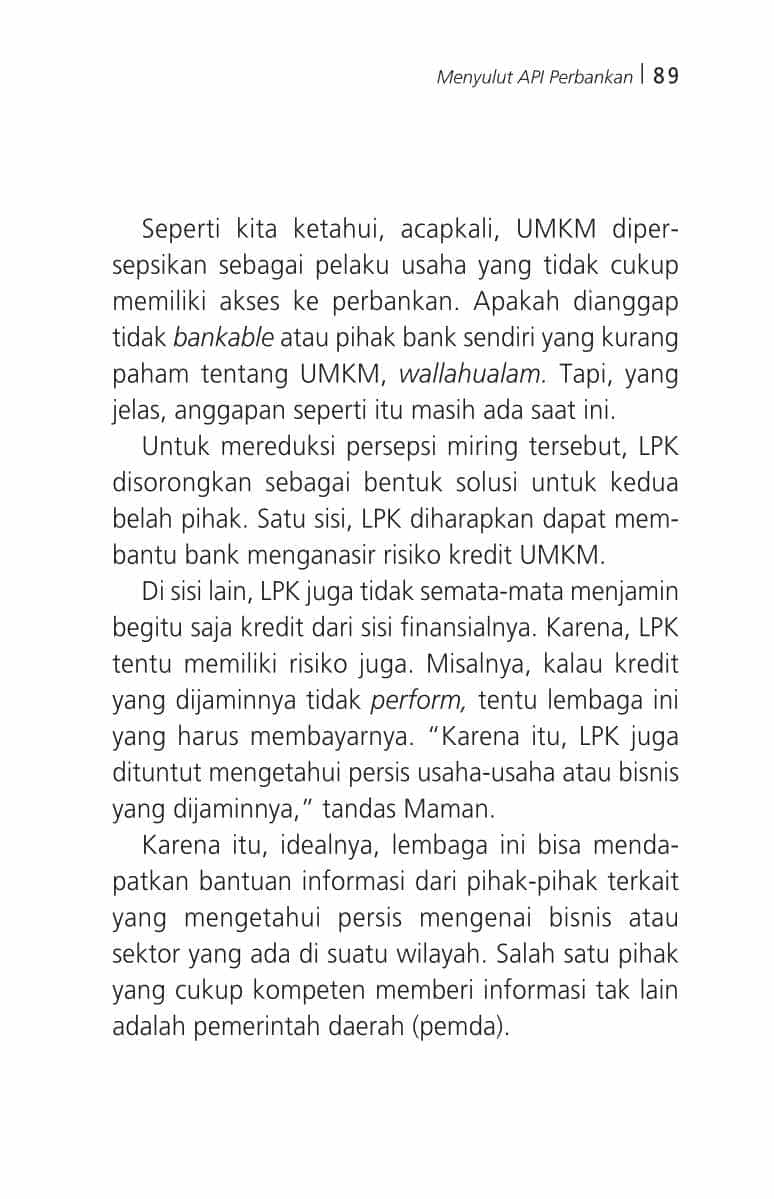 Menyulut API Perbankan | 89
Seperti kita ketahui, acapkali, UMKM diper-
sepsikan sebagai pelaku usaha yang tidak cukup
memiliki akses ke perbankan. Apakah dianggap
tidak bankable atau pihak bank sendiri yang kurang
paham tentang UMKM, wallahualam. Tapi, yang
jelas, anggapan seperti itu masih ada saat ini.
Untuk mereduksi persepsi miring tersebut, LPK
disorongkan sebagai bentuk solusi untuk kedua
belah pihak. Satu sisi, LPK diharapkan dapat mem-
bantu bank menganasir risiko kredit UMKM.
Di sisi lain, LPK juga tidak semata-mata menjamin
begitu saja kredit dari sisi finansialnya. Karena, LPK
tentu memiliki risiko juga. Misalnya, kalau kredit
yang dijaminnya tidak perform, tentu lembaga ini
yang harus membayarnya. “Karena itu, LPK juga
dituntut mengetahui persis usaha-usaha atau bisnis
yang dijaminnya,” tandas Maman.
Karena itu, idealnya, lembaga ini bisa menda-
patkan bantuan informasi dari pihak-pihak terkait
yang mengetahui persis mengenai bisnis atau
sektor yang ada di suatu wilayah. Salah satu pihak
yang cukup kompeten memberi informasi tak lain
adalah pemerintah daerah (pemda).